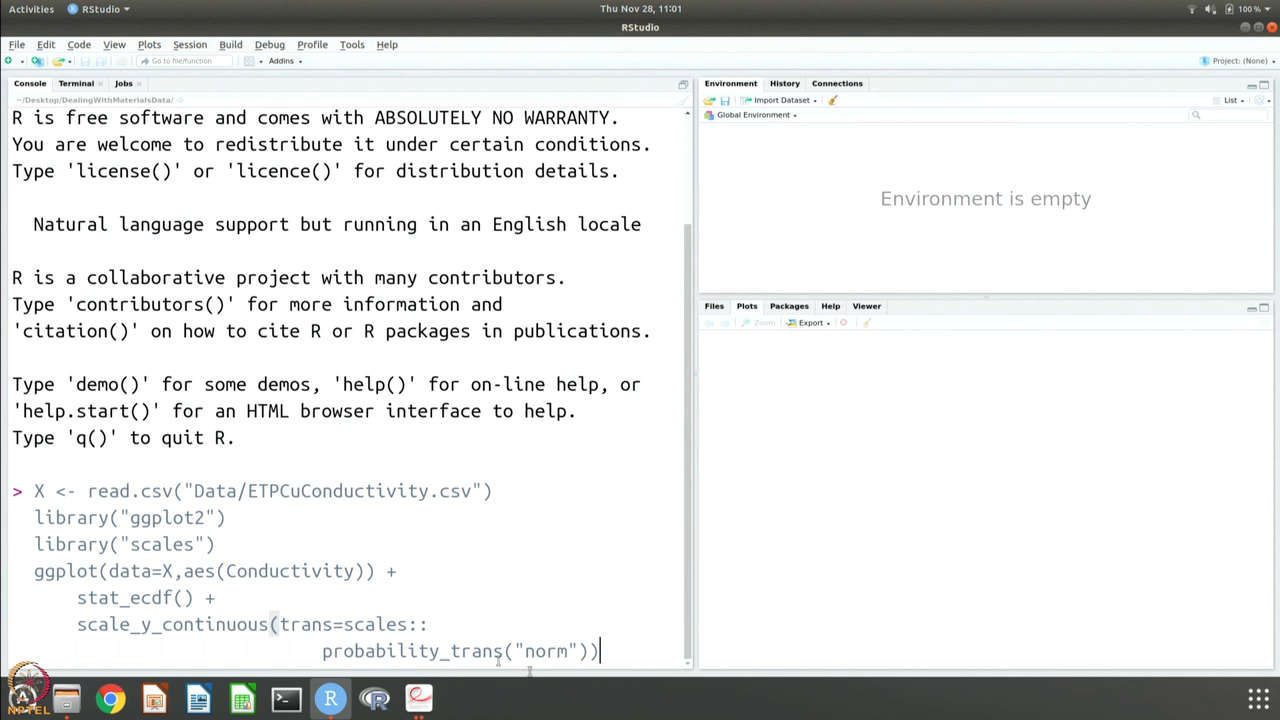 Activities RStudio Thu Nov 28, 11:01 100%
RStudio
File Edit Code View Plots Session Build Debug Profile Tools Help
Go to file/function Addins Project: (None)
Console Terminal Jobs
~/Desktop/DealingWithMaterialsData/
R is free software and comes with ABSOLUTELY NO WARRANTY.
You are welcome to redistribute it under certain conditions.
Type 'license()' or 'licence()' for distribution details.
Natural language support but running in an English locale
R is a collaborative project with many contributors.
Type 'contributors()' for more information and
'citation()' on how to cite R or R packages in publications.
Type 'demo()' for some demos, 'help()' for on-line help, or
'help.start()' for an HTML browser interface to help.
Type 'q()' to quit R.
> X <- read.csv("Data/ETPCuConductivity.csv")
library("ggplot2")
library("scales")
ggplot(data=X,aes(Conductivity)) +
stat_ecdf() +
scale_y_continuous(trans=scales::
probability_trans("norm"))
Environment History Connections
Import Dataset List
Global Environment
Environment is empty
Files Plots Packages Help Viewer
Zoom Export
NPTEL